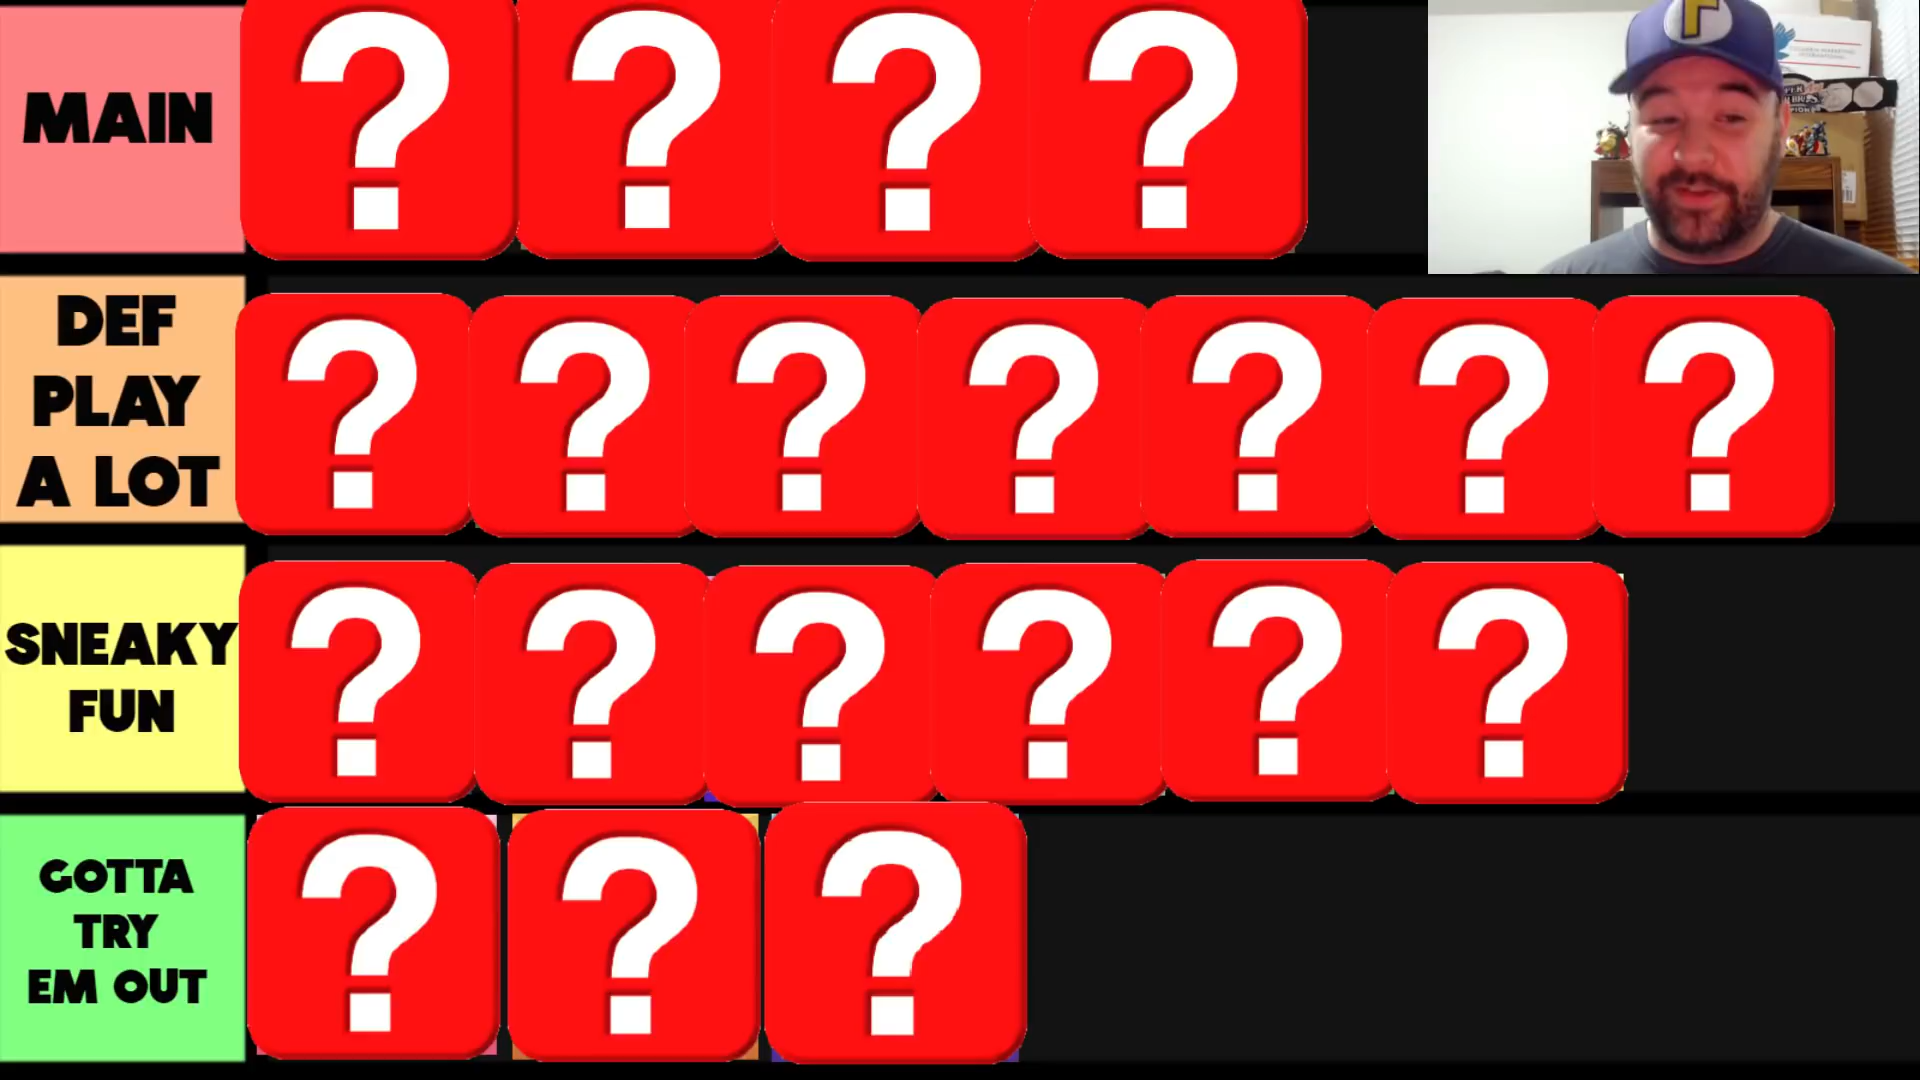 MAIN
? ? ? ?
DEF
PLAY
A LOT
? ? ? ? ? ? ?
SNEAKY
FUN
? ? ? ? ? ?
GOTTA
TRY
EM OUT
? ? ?